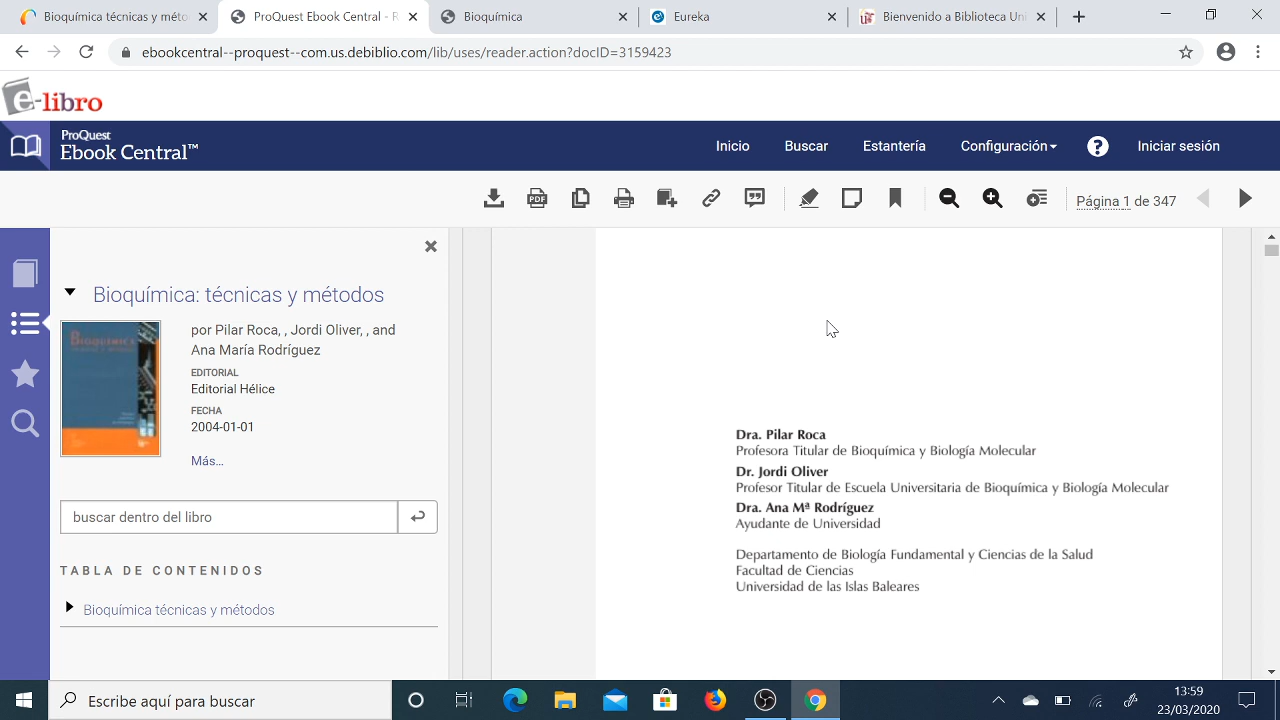 Bioquímica técnicas y méto
ProQuest Ebook Central - R
Bioquímica
Eureka
Bienvenido a Biblioteca Uni
ebookcentral--proquest--com.us.debiblio.com/lib/uses/reader.action?docID=3159423
e-libro
ProQuest
Ebook Central™
Inicio
Buscar
Estantería
Configuración
?
Iniciar sesión
PDF
Página 1 de 347
Bioquímica: técnicas y métodos
por Pilar Roca, , Jordi Oliver, , and
Ana María Rodríguez
EDITORIAL
Editorial Hélice
FECHA
2004-01-01
Más...
buscar dentro del libro
TABLA DE CONTENIDOS
Bioquímica técnicas y métodos
Dra. Pilar Roca
Profesora Titular de Bioquímica y Biología Molecular
Dr. Jordi Oliver
Profesor Titular de Escuela Universitaria de Bioquímica y Biología Molecular
Dra. Ana Mª Rodríguez
Ayudante de Universidad
Departamento de Biología Fundamental y Ciencias de la Salud
Facultad de Ciencias
Universidad de las Islas Baleares
Escribe aquí para buscar
13:59
23/03/2020